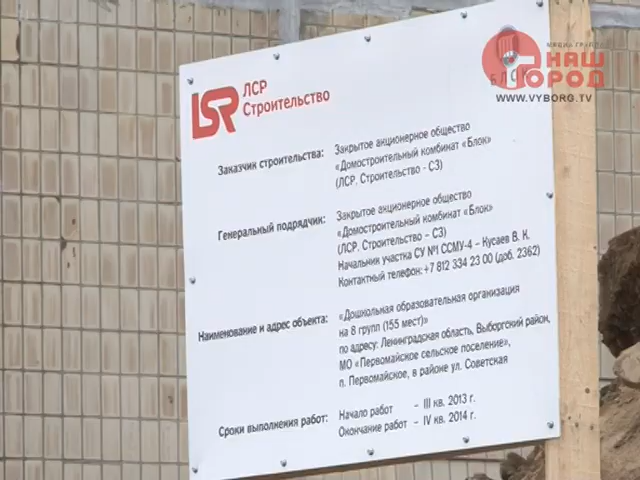 МЕДИА ГРУППА
НАШ
ГОРОД
WWW.VYBORG.TV
БЛОК
LSR
ЛСР
Строительство
Заказчик строительства: Закрытое акционерное общество
«Домостроительный комбинат «Блок»
(ЛСР. Строительство - СЗ)
Генеральный подрядчик: Закрытое акционерное общество
«Домостроительный комбинат «Блок»
(ЛСР. Строительство – СЗ)
Начальник участка СУ №1 ССМУ-4 – Кусаев В. К.
Контактный телефон: +7 812 334 23 00 (доб. 2362)
Наименование и адрес объекта: «Дошкольная образовательная организация
на 8 групп (155 мест)»
по адресу: Ленинградская область, Выборгский район,
МО «Первомайское сельское поселение»,
п. Первомайское, в районе ул. Советская
Сроки выполнения работ: Начало работ – III кв. 2013 г.
Окончание работ – IV кв. 2014 г.